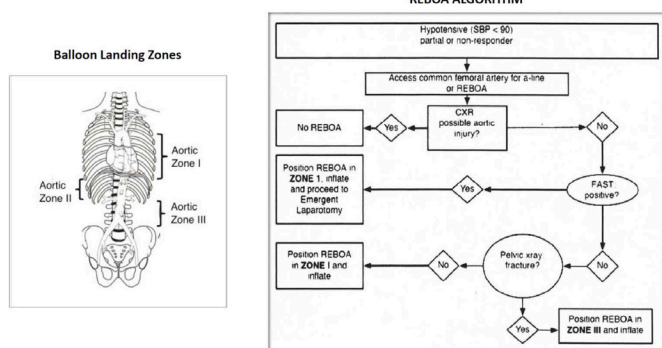 REBOA ALGORITHM
Balloon Landing Zones
Aortic
Zone I
Aortic
Zone II
Aortic
Zone III
Hypotensive (SBP < 90)
partial or non-responder
Access common femoral artery for a-line
or REBOA
CXR
possible aortic
injury?
Yes
No REBOA
No
FAST
positive?
Yes
Position REBOA in
ZONE 1, inflate
and proceed to
Emergent
Laparotomy
No
Pelvic xray
fracture?
No
Position REBOA
in ZONE I and
inflate
Yes
Position REBOA in
ZONE III and inflate